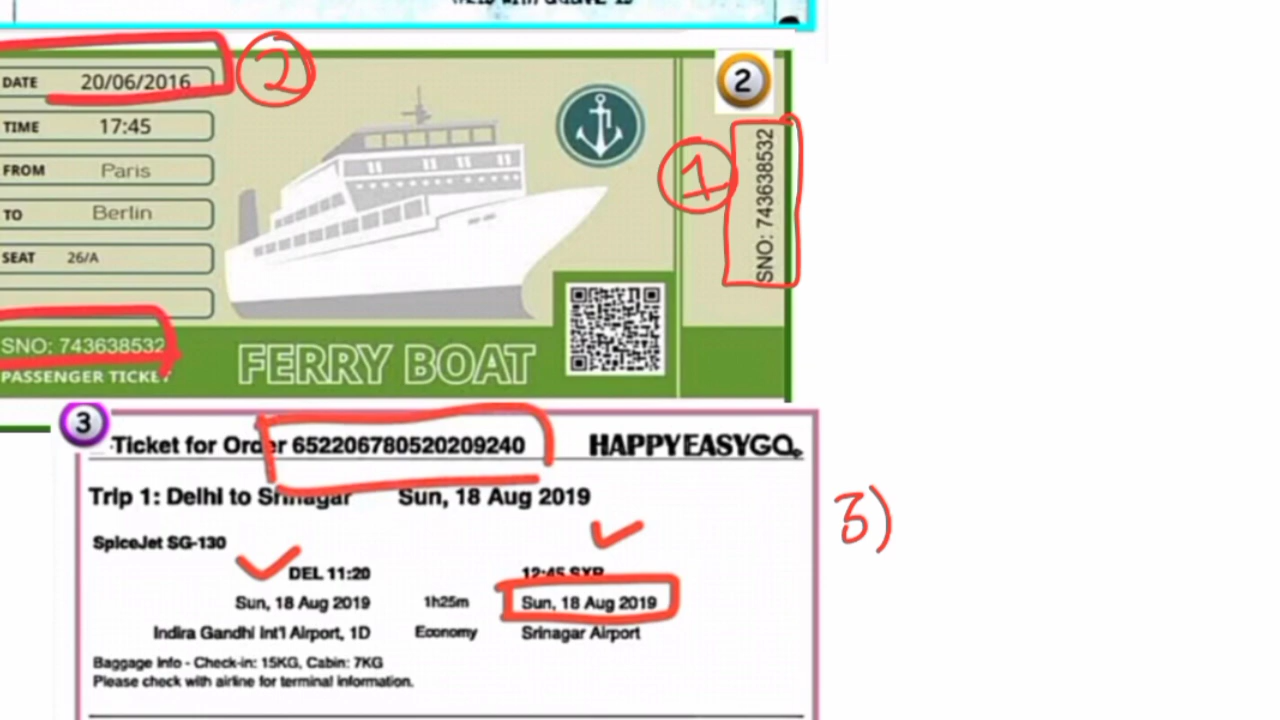 DATE 20/06/2016
2
2
TIME 17:45
FROM Paris
TO Berlin
SEAT 26/A
1
SNO: 743638532
SNO: 743638532
PASSENGER TICKET
FERRY BOAT
3
Ticket for Order 652206780520209240 HAPPYEASYGO
Trip 1: Delhi to Srinagar Sun, 18 Aug 2019
3)
SpiceJet SG-130
DEL 11:20 12:45 SXR
Sun, 18 Aug 2019 1h25m Sun, 18 Aug 2019
Indira Gandhi Int'l Airport, 1D Economy Srinagar Airport
Baggage Info - Check-in: 15KG, Cabin: 7KG
Please check with airline for terminal information.